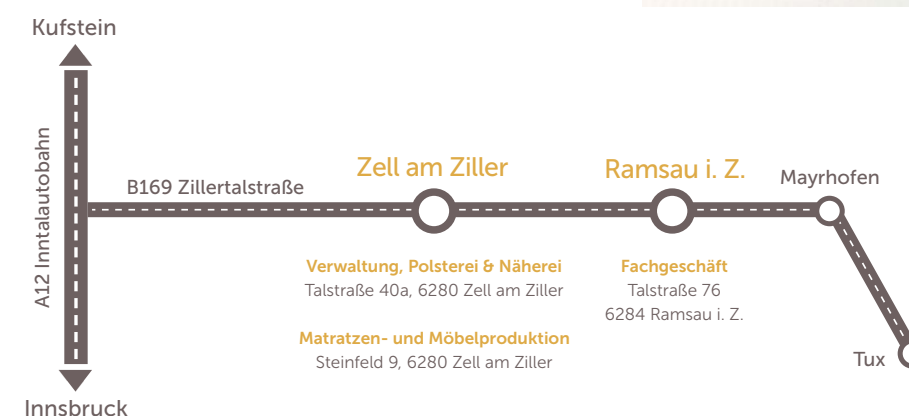 Kufstein
A12 Inntalautobahn
B169 Zillertalstraße
Zell am Ziller
Ramsau i. Z.
Mayrhofen
Verwaltung, Polsterei & Näherei
Talstraße 40a, 6280 Zell am Ziller
Matratzen- und Möbelproduktion
Steinfeld 9, 6280 Zell am Ziller
Fachgeschäft
Talstraße 76
6284 Ramsau i. Z.
Tux
Innsbruck